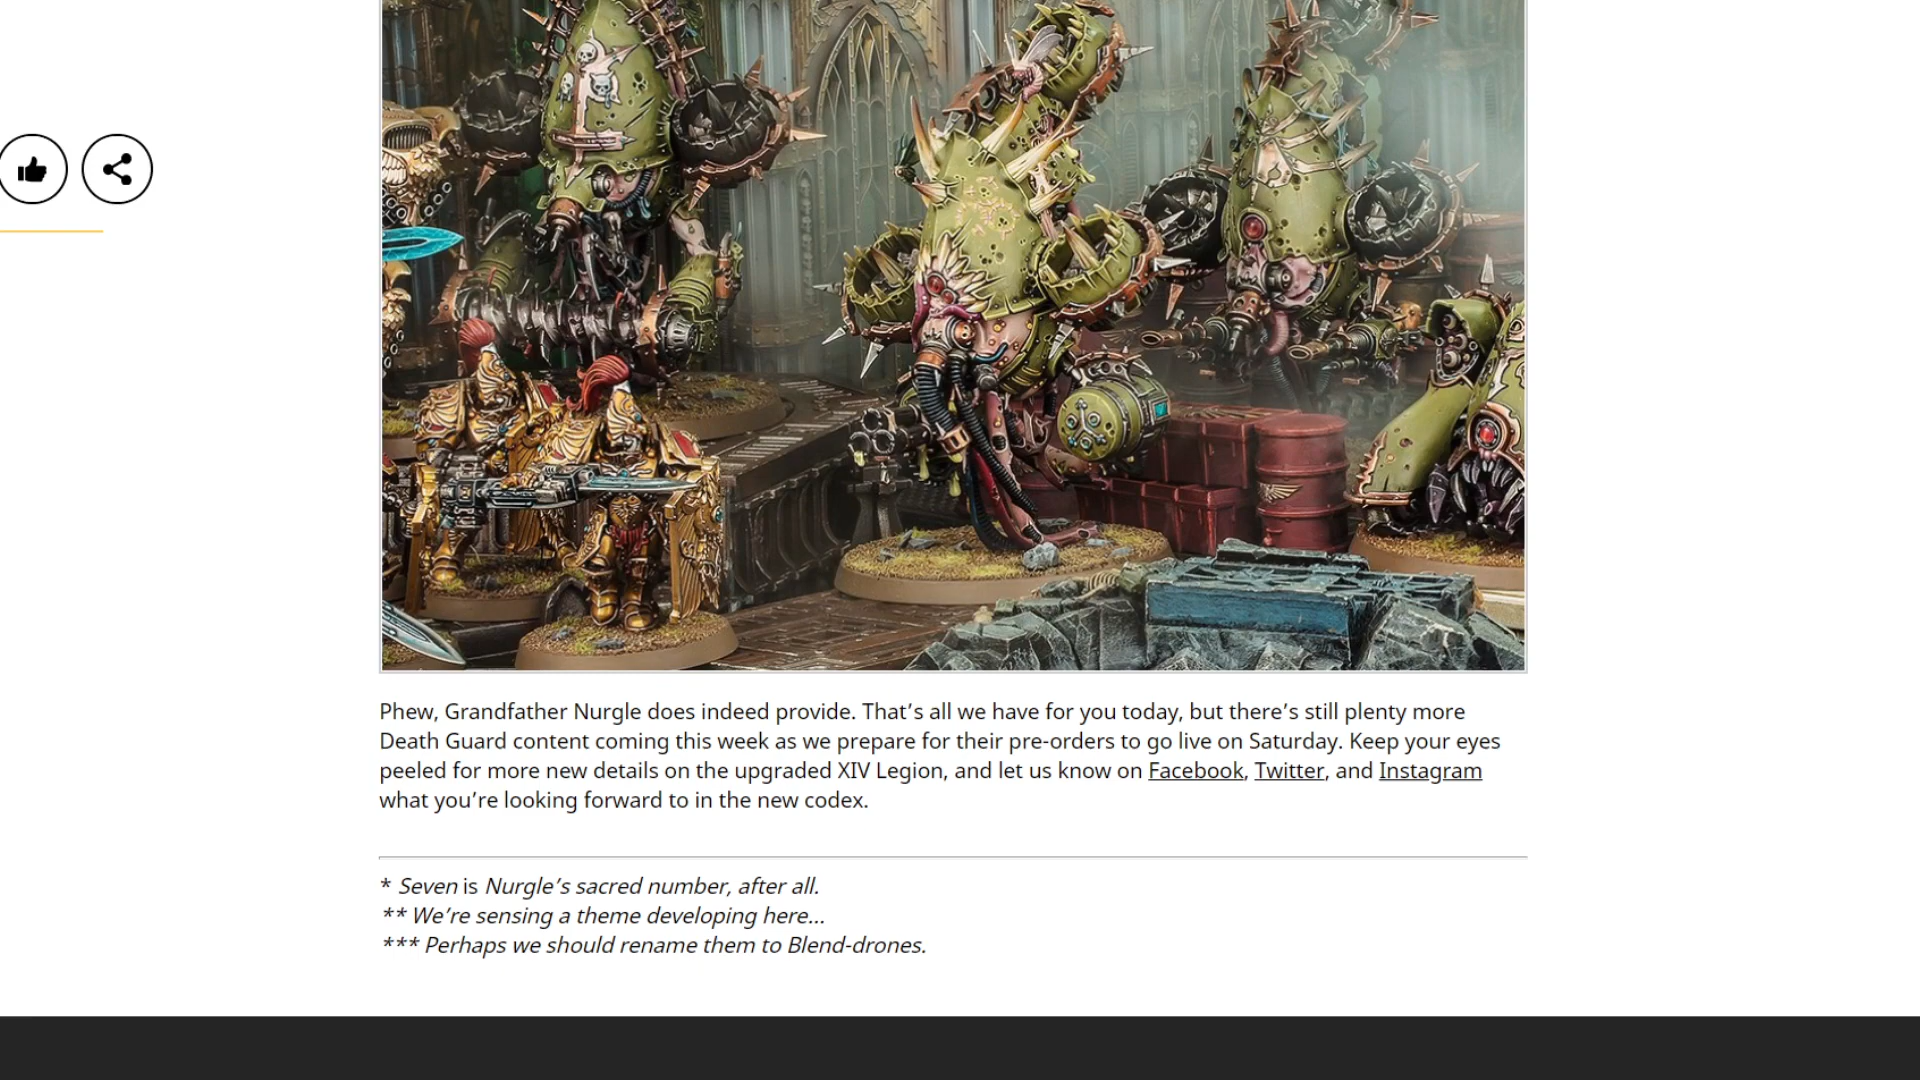 Phew, Grandfather Nurgle does indeed provide. That’s all we have for you today, but there’s still plenty more
Death Guard content coming this week as we prepare for their pre-orders to go live on Saturday. Keep your eyes
peeled for more new details on the upgraded XIV Legion, and let us know on Facebook, Twitter, and Instagram
what you’re looking forward to in the new codex.
* Seven is Nurgle’s sacred number, after all.
** We’re sensing a theme developing here…
*** Perhaps we should rename them to Blend-drones.